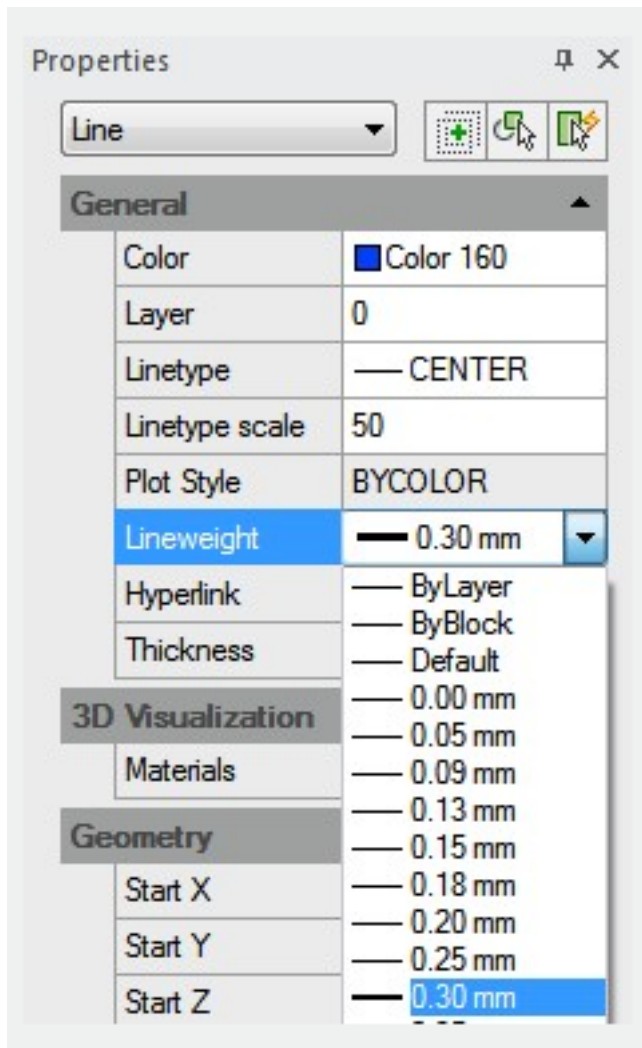 Properties
Line
General
Color Color 160
Layer 0
Linetype CENTER
Linetype scale 50
Plot Style BYCOLOR
Lineweight 0.30 mm
Hyperlink ByLayer
ByBlock
Thickness Default
0.00 mm
3D Visualization 0.05 mm
Materials 0.09 mm
0.13 mm
Geometry 0.15 mm
Start X 0.18 mm
0.20 mm
Start Y 0.25 mm
Start Z 0.30 mm